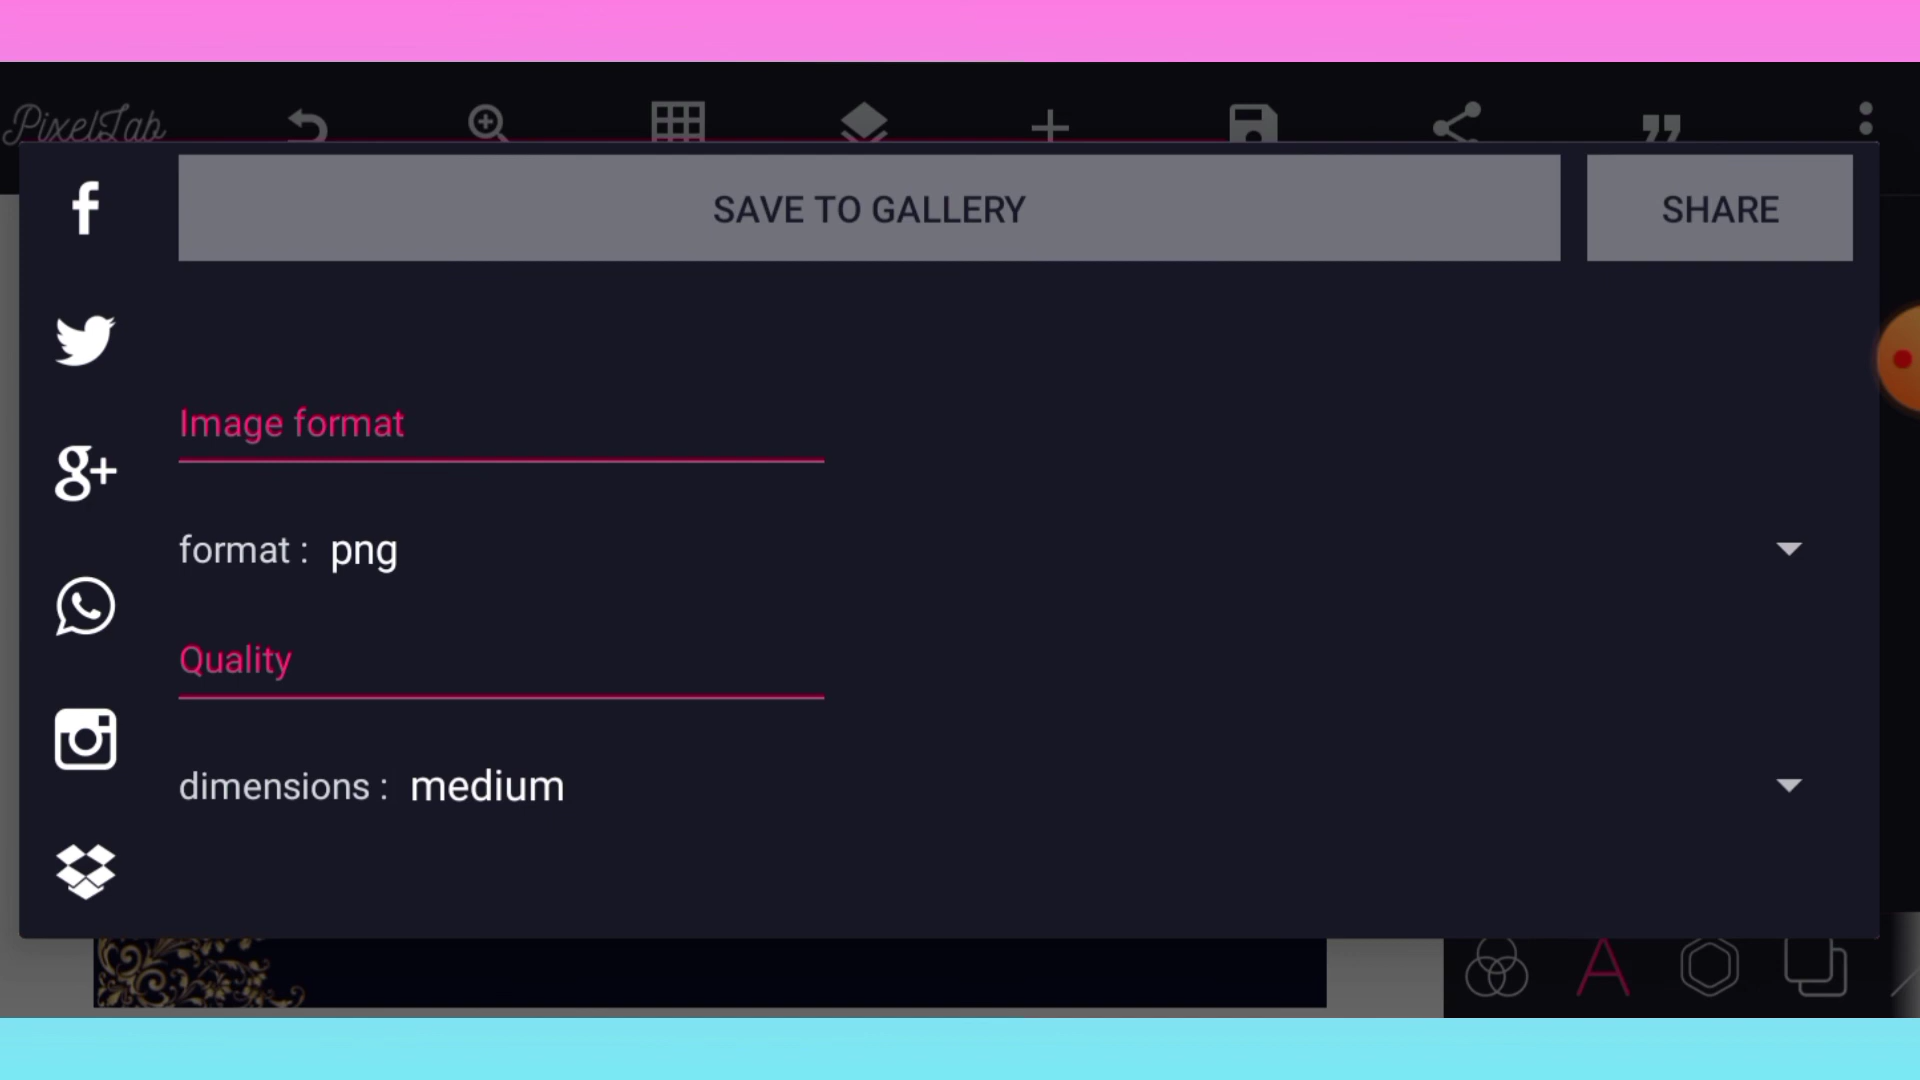 PixelLab
SAVE TO GALLERY
SHARE
Image format
format : png
Quality
dimensions : medium